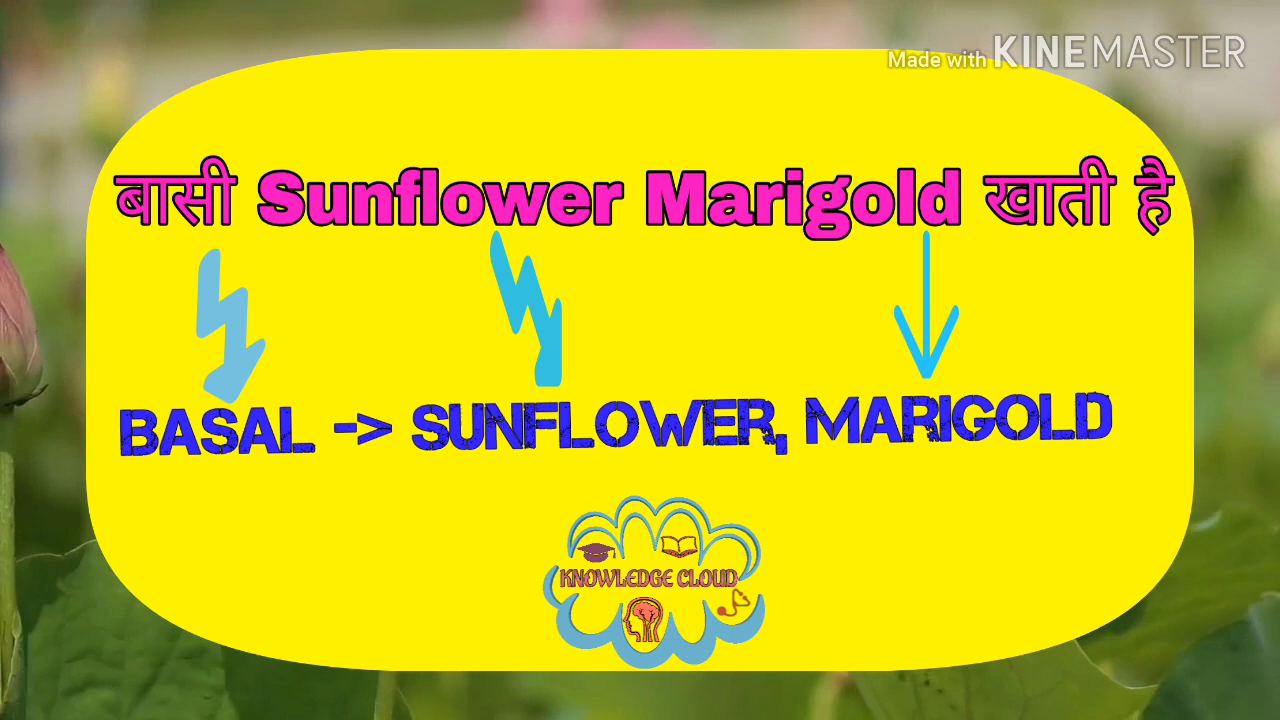 Made with KINEMASTER
बासी Sunflower Marigold खाती है
BASAL -> SUNFLOWER, MARIGOLD
KNOWLEDGE CLOUD